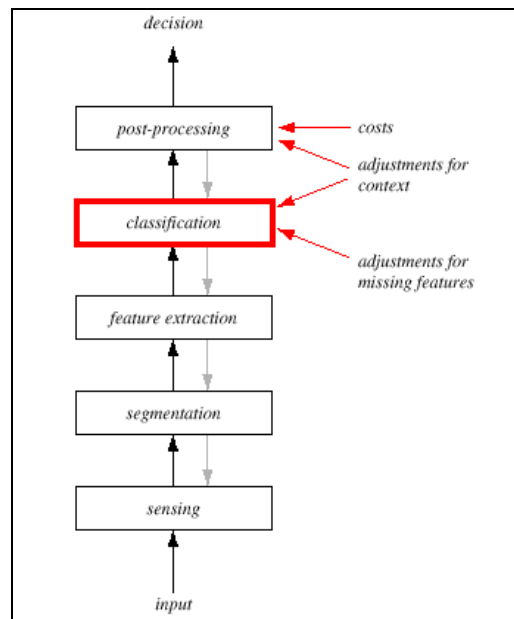 decision
post-processing
costs
adjustments for
context
classification
adjustments for
missing features
feature extraction
segmentation
sensing
input